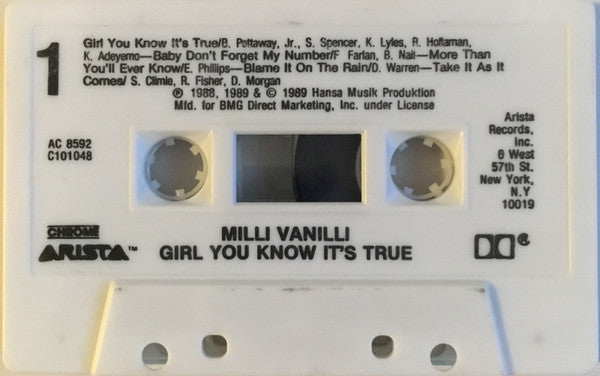 1
Girl You Know It's True/B. Pettaway, Jr., S. Spencer, K. Lyles, R. Hollaman,
K. Adeyemo—Baby Don't Forget My Number/F Farian, B. Nail—More Than
You'll Ever Know/E. Phillips—Blame It On The Rain/D. Warren—Take It As It
Comes/ S. Climie, R. Fisher, D. Morgan
℗ 1988, 1989 & © 1989 Hansa Musik Produktion
Mfd. for BMG Direct Marketing, Inc. under License
AC 8592
C101048
Arista
Records,
Inc.
6 West
57th St.
New York,
N.Y
10019
CHROME
ARISTA™
MILLI VANILLI
GIRL YOU KNOW IT'S TRUE
®